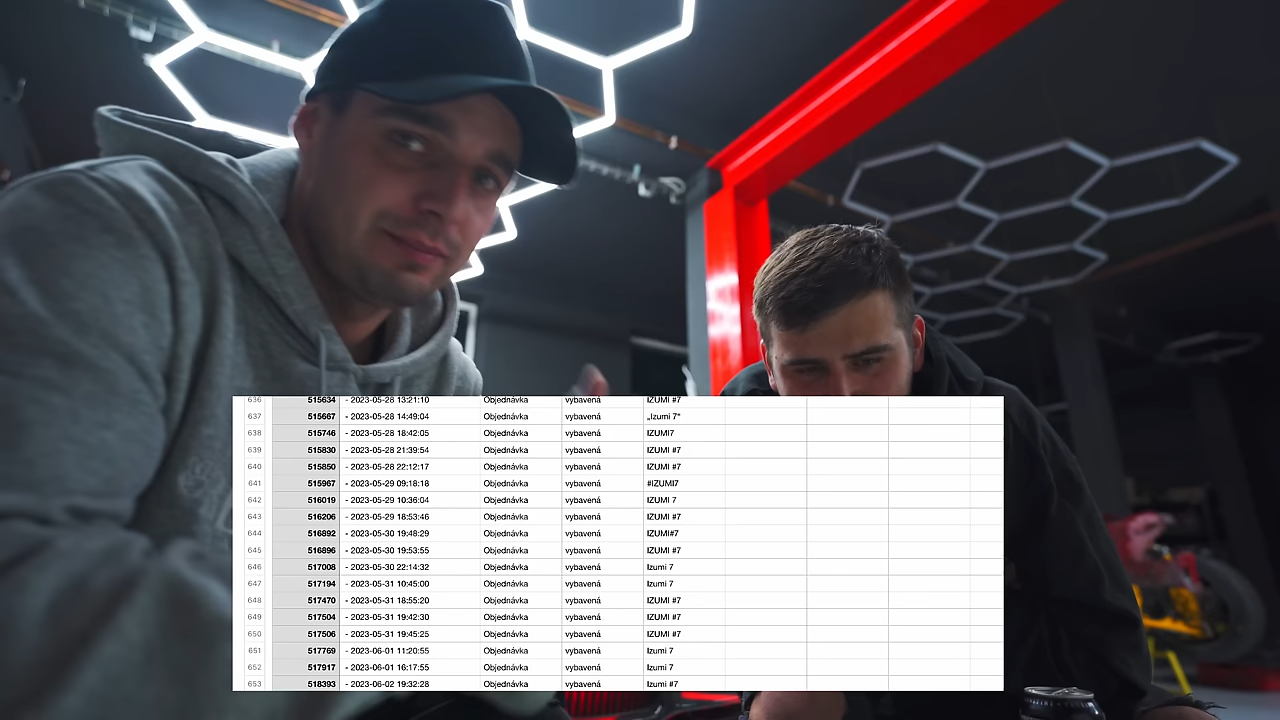 636 515634 - 2023-05-28 13:21:10 Objednávka vybavená IZUMI #7
637 515667 - 2023-05-28 14:49:04 Objednávka vybavená „Izumi 7“
638 515746 - 2023-05-28 18:42:05 Objednávka vybavená IZUMI7
639 515830 - 2023-05-28 21:39:54 Objednávka vybavená IZUMI #7
640 515850 - 2023-05-28 22:12:17 Objednávka vybavená IZUMI #7
641 515967 - 2023-05-29 09:18:18 Objednávka vybavená #IZUMI7
642 516019 - 2023-05-29 10:36:04 Objednávka vybavená IZUMI 7
643 516206 - 2023-05-29 18:53:46 Objednávka vybavená IZUMI #7
644 516892 - 2023-05-30 19:48:29 Objednávka vybavená IZUMI#7
645 516896 - 2023-05-30 19:53:55 Objednávka vybavená IZUMI #7
646 517008 - 2023-05-30 22:14:32 Objednávka vybavená Izumi 7
647 517194 - 2023-05-31 10:45:00 Objednávka vybavená Izumi 7
648 517470 - 2023-05-31 18:55:20 Objednávka vybavená IZUMI #7
649 517504 - 2023-05-31 19:42:30 Objednávka vybavená IZUMI #7
650 517506 - 2023-05-31 19:45:25 Objednávka vybavená IZUMI #7
651 517769 - 2023-06-01 11:20:55 Objednávka vybavená Izumi 7
652 517917 - 2023-06-01 16:17:55 Objednávka vybavená Izumi 7
653 518393 - 2023-06-02 19:32:28 Objednávka vybavená Izumi #7